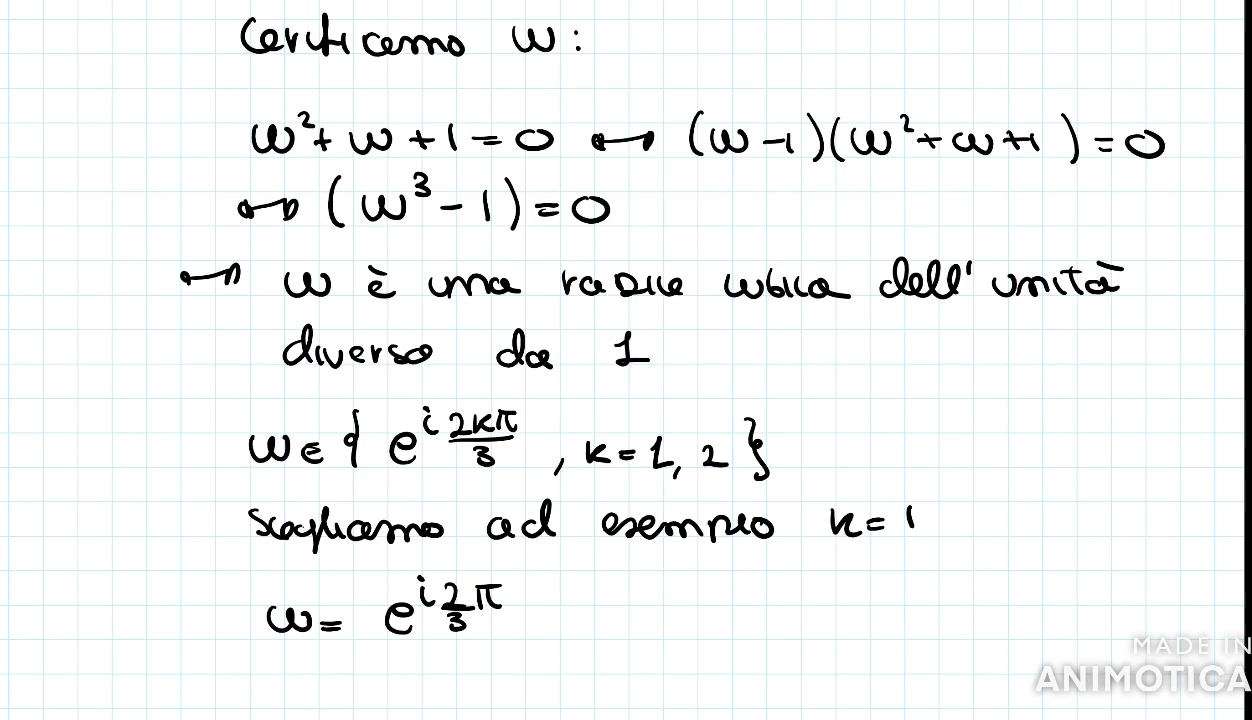 Cerchiamo ω:
ω² + ω + 1 = 0 ↔ (ω - 1)(ω² + ω + 1) = 0
↔ (ω³ - 1) = 0
↔ ω è una radice cubica dell'unità
diverso da 1
ω ∈ { e^{i 2kπ/3}, k = 1, 2 }
scegliamo ad esempio k = 1
ω = e^{i 2/3 π}
MADE IN
ANIMOTICA